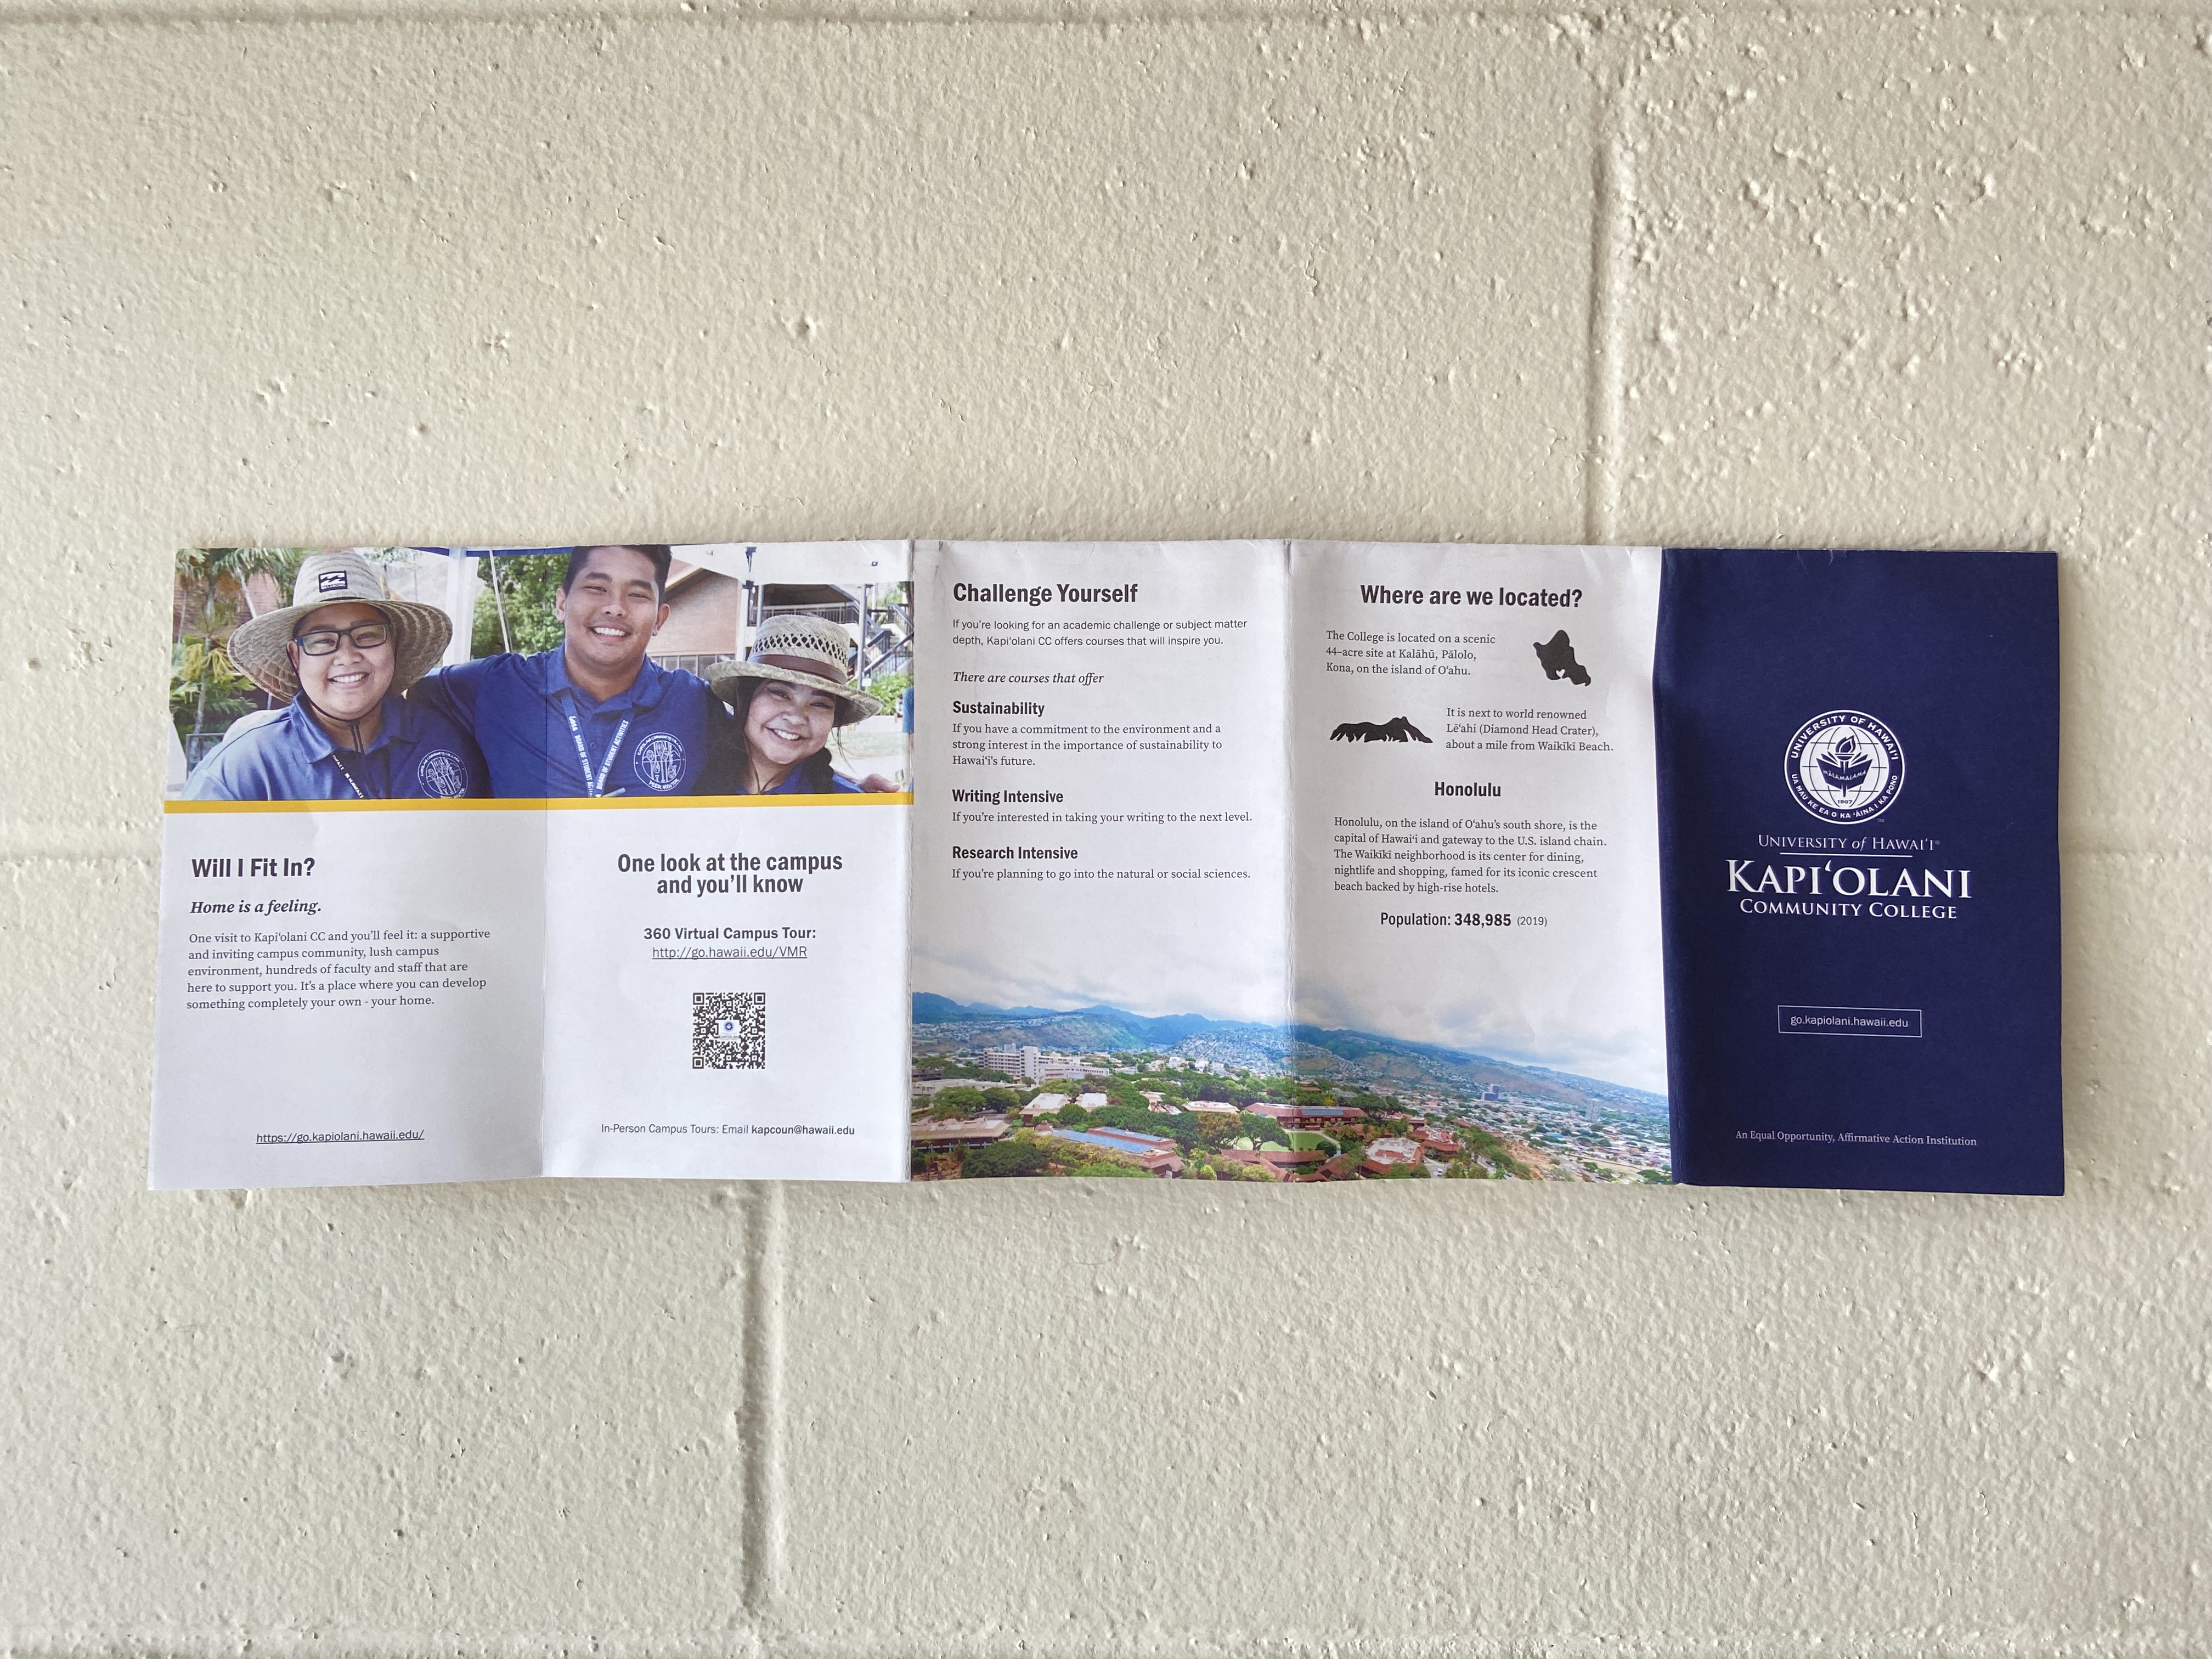 Will I Fit In?
Home is a feeling.
One visit to Kapiʻolani CC and you'll feel it: a supportive
and inviting campus community, lush campus
environment, hundreds of faculty and staff that are
here to support you. It's a place where you can develop
something completely your own - your home.
https://go.kapiolani.hawaii.edu/
BOARD OF STUDENT ACTIVITIES
One look at the campus
and you'll know
360 Virtual Campus Tour:
http://go.hawaii.edu/VMR
In-Person Campus Tours: Email kapcoun@hawaii.edu
Challenge Yourself
If you're looking for an academic challenge or subject matter
depth, Kapiʻolani CC offers courses that will inspire you.
There are courses that offer
Sustainability
If you have a commitment to the environment and a
strong interest in the importance of sustainability to
Hawaiʻi's future.
Writing Intensive
If you're interested in taking your writing to the next level.
Research Intensive
If you're planning to go into the natural or social sciences.
Where are we located?
The College is located on a scenic
44–acre site at Kalāhū, Pālolo,
Kona, on the island of Oʻahu.
It is next to world renowned
Lēʻahi (Diamond Head Crater),
about a mile from Waikīkī Beach.
Honolulu
Honolulu, on the island of Oʻahu's south shore, is the
capital of Hawaiʻi and gateway to the U.S. island chain.
The Waikīkī neighborhood is its center for dining,
nightlife and shopping, famed for its iconic crescent
beach backed by high-rise hotels.
Population: 348,985 (2019)
UNIVERSITY OF HAWAIʻI
MĀLAMALAMA
1907
UA MAU KE EA O KA ʻĀINA I KA PONO
™
UNIVERSITY of HAWAIʻI®
KAPIʻOLANI
COMMUNITY COLLEGE
go.kapiolani.hawaii.edu
An Equal Opportunity, Affirmative Action Institution